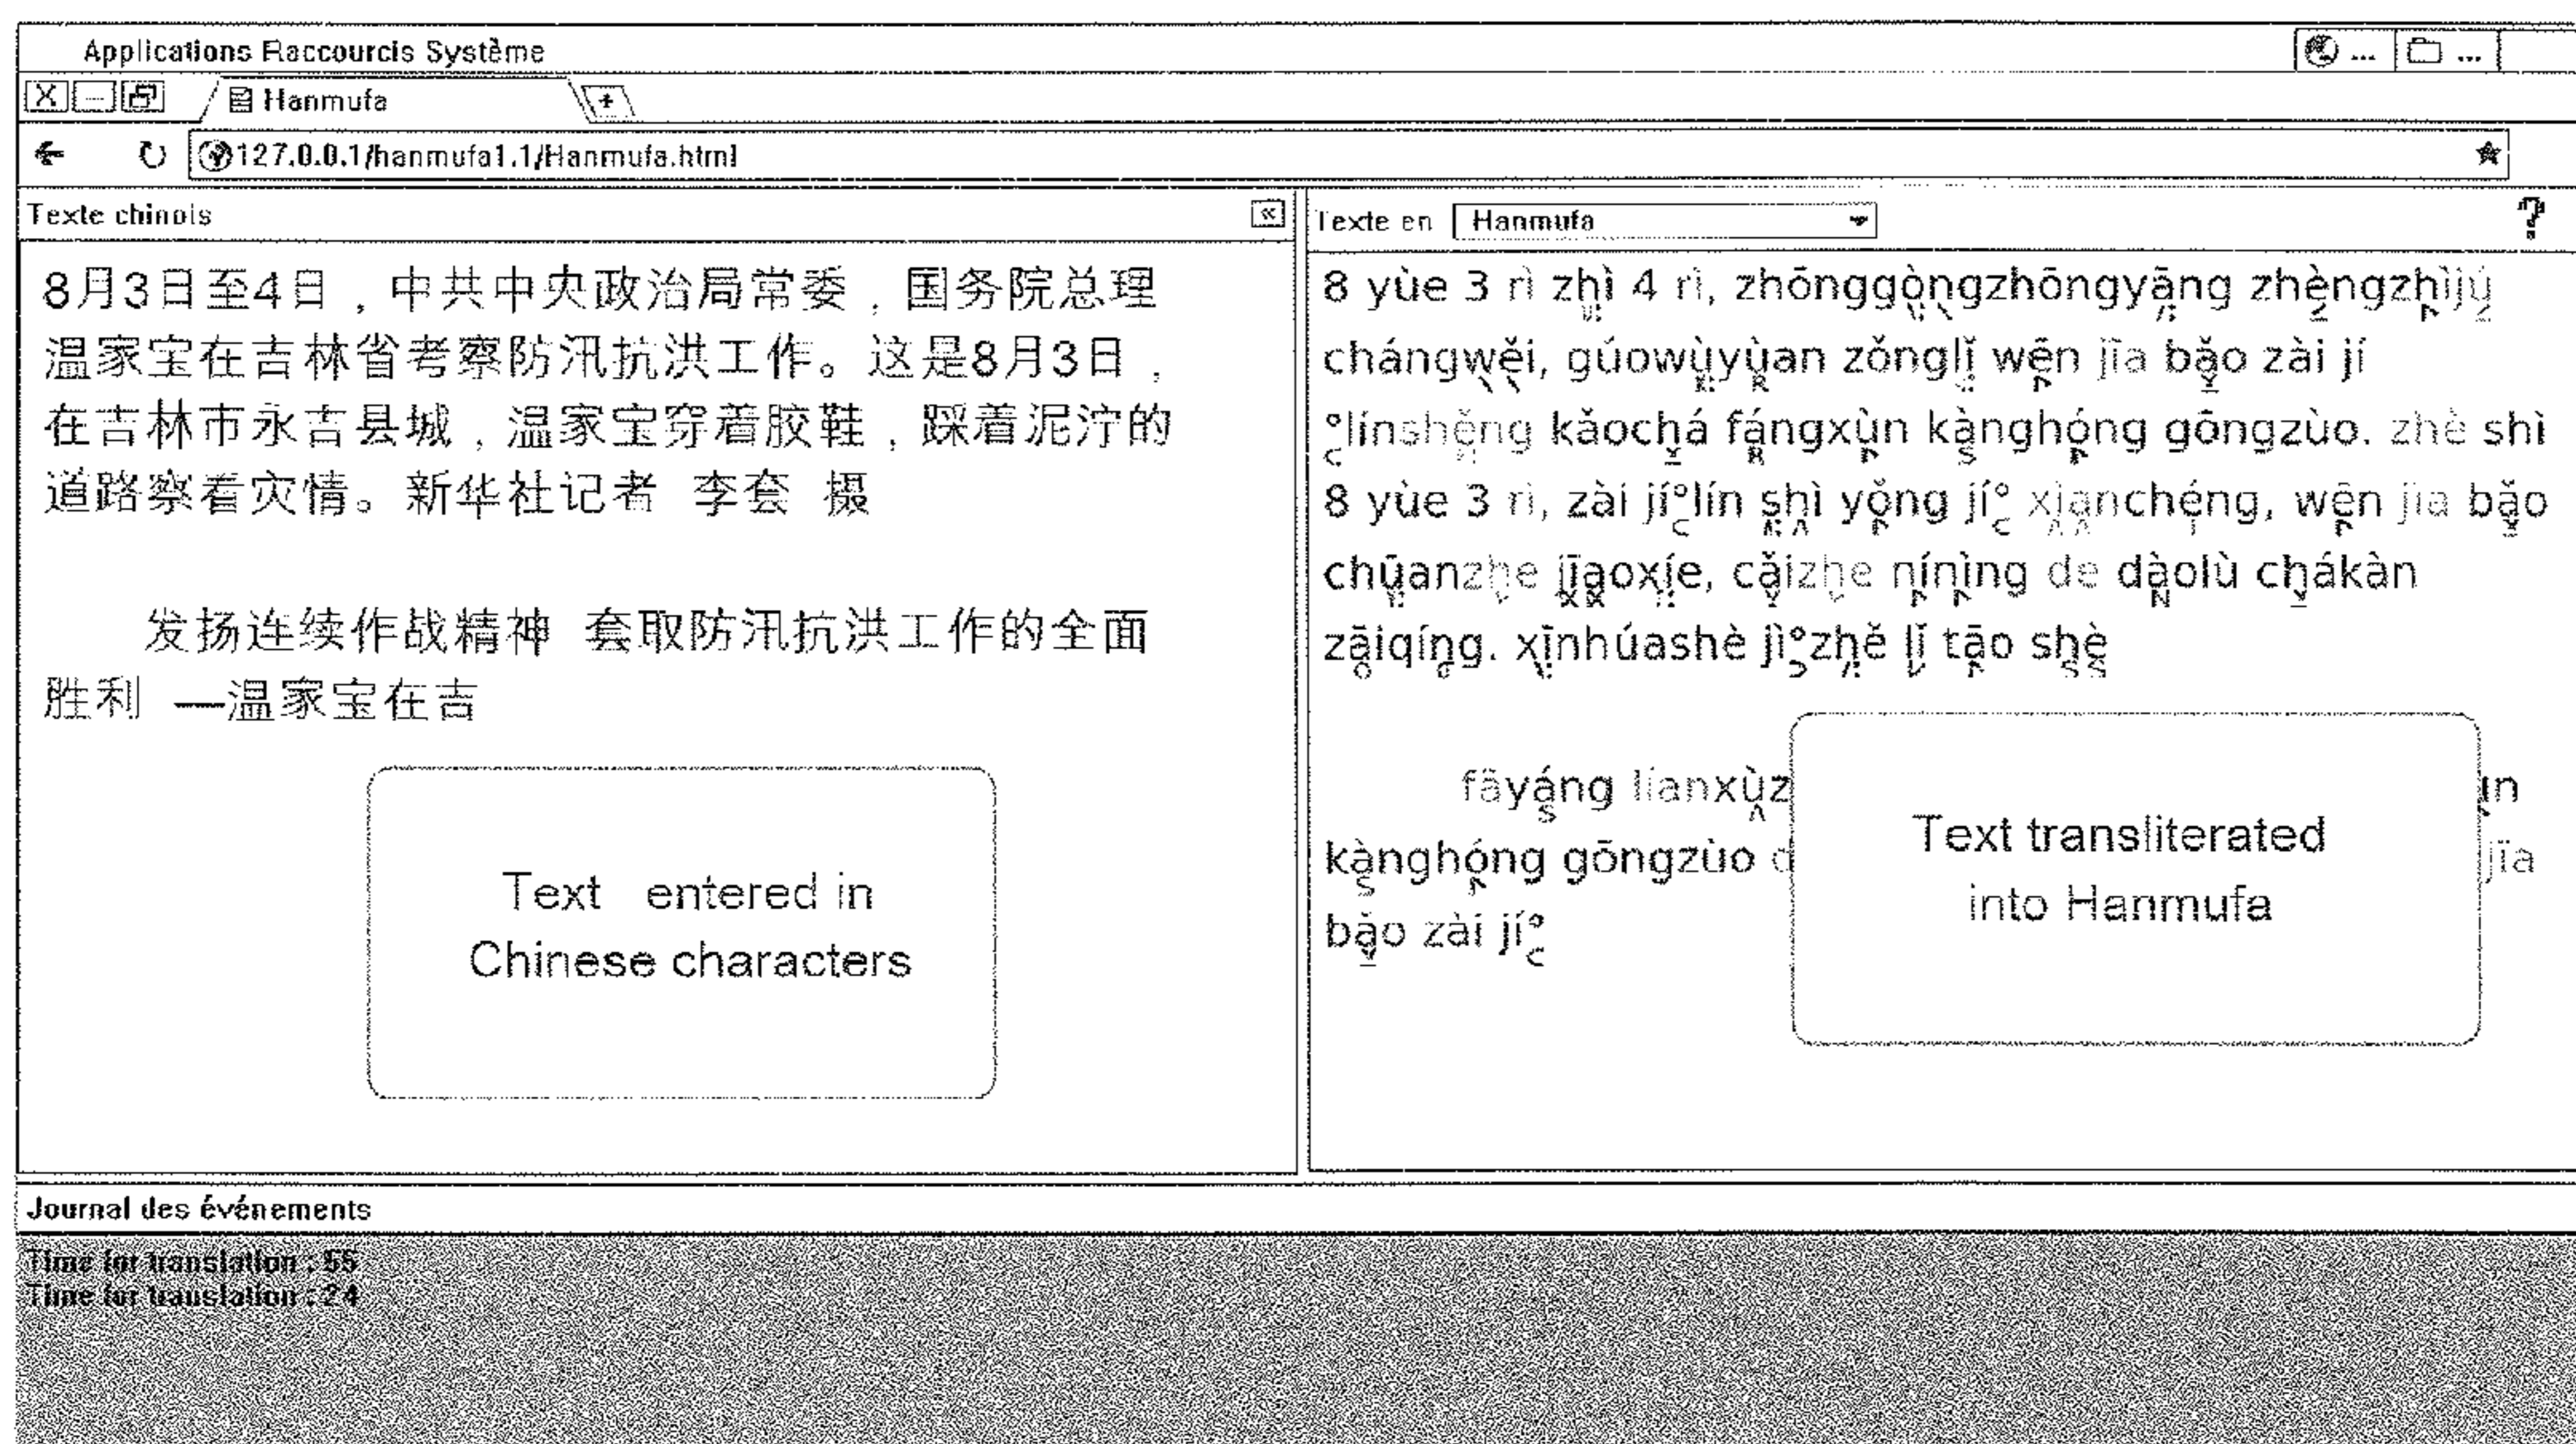 Applications Raccourcis Système
... ...
X Hanmufa +
127.0.0.1/hanmufa1.1/Hanmufa.html
Texte chinois «
8月3日至4日，中共中央政治局常委，国务院总理
温家宝在吉林省考察防汛抗洪工作。这是8月3日，
在吉林市永吉县城，温家宝穿着胶鞋，踩着泥泞的
道路察看灾情。新华社记者 李套 摄
发扬连续作战精神 套取防汛抗洪工作的全面
胜利 —温家宝在吉
Text entered in
Chinese characters
Texte en Hanmufa ?
8 yùe 3 rì zhì 4 rì, zhōnggòngzhōngyāng zhèngzhìjú
chángwěi, gúowùyùan zǒnglǐ wēn jīa bǎo zài jí
°línshěng kǎochá fángxùn kànghóng gōngzùo. zhè shì
8 yùe 3 rì, zài jí°lín shì yǒng jí° xìanchéng, wēn jīa bǎo
chūanzhe jīaoxíe, cǎizhe nínìng de dàolù chákàn
zāiqíng. xīnhúashè jì°zhě lǐ tāo shè
fāyáng líanxùz
kànghóng gōngzùo jīa
bǎo zài jí°
Text transliterated
into Hanmufa
Journal des événements
Time for translation : 55
Time for translation : 24